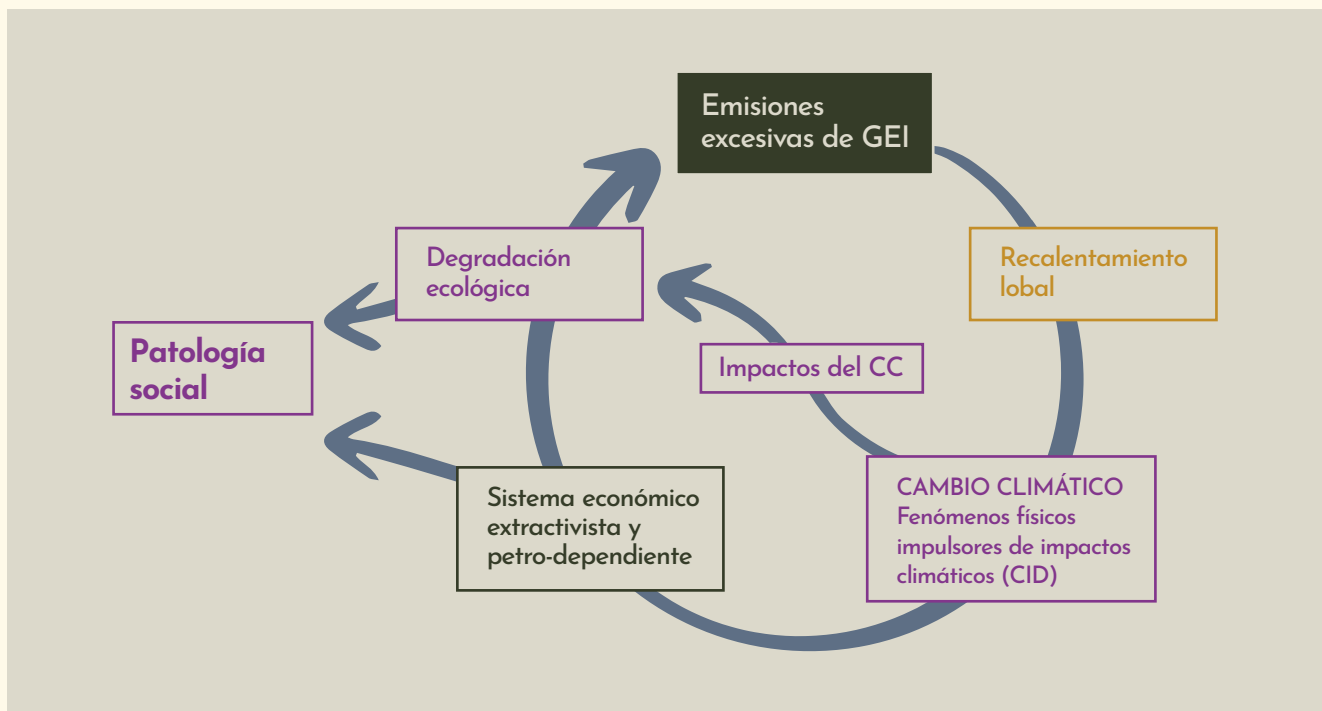 Emisiones
excesivas de GEI
Degradación
ecológica
Recalentamiento
lobal
Patología
social
Impactos del CC
Sistema económico
extractivista y
petro-dependiente
CAMBIO CLIMÁTICO
Fenómenos físicos
impulsores de impactos
climáticos (CID)